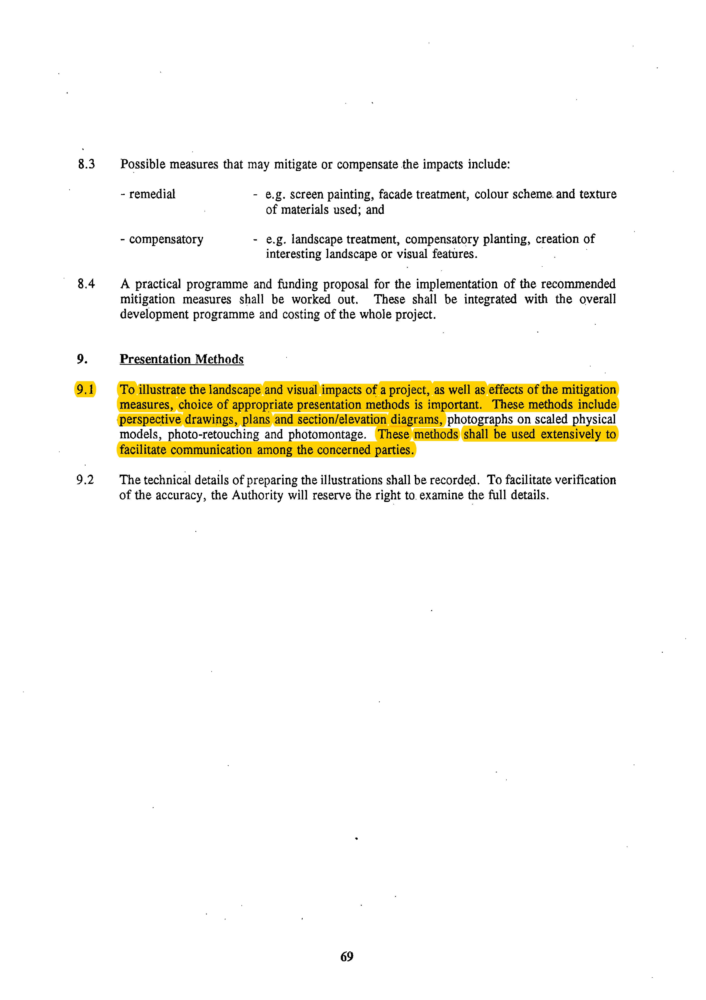 8.3 Possible measures that may mitigate or compensate the impacts include:
- remedial - e.g. screen painting, facade treatment, colour scheme and texture
of materials used; and
- compensatory - e.g. landscape treatment, compensatory planting, creation of
interesting landscape or visual features.
8.4 A practical programme and funding proposal for the implementation of the recommended
mitigation measures shall be worked out. These shall be integrated with the overall
development programme and costing of the whole project.
9. Presentation Methods
9.1 To illustrate the landscape and visual impacts of a project, as well as effects of the mitigation
measures, choice of appropriate presentation methods is important. These methods include
perspective drawings, plans and section/elevation diagrams, photographs on scaled physical
models, photo-retouching and photomontage. These methods shall be used extensively to
facilitate communication among the concerned parties.
9.2 The technical details of preparing the illustrations shall be recorded. To facilitate verification
of the accuracy, the Authority will reserve the right to examine the full details.
69